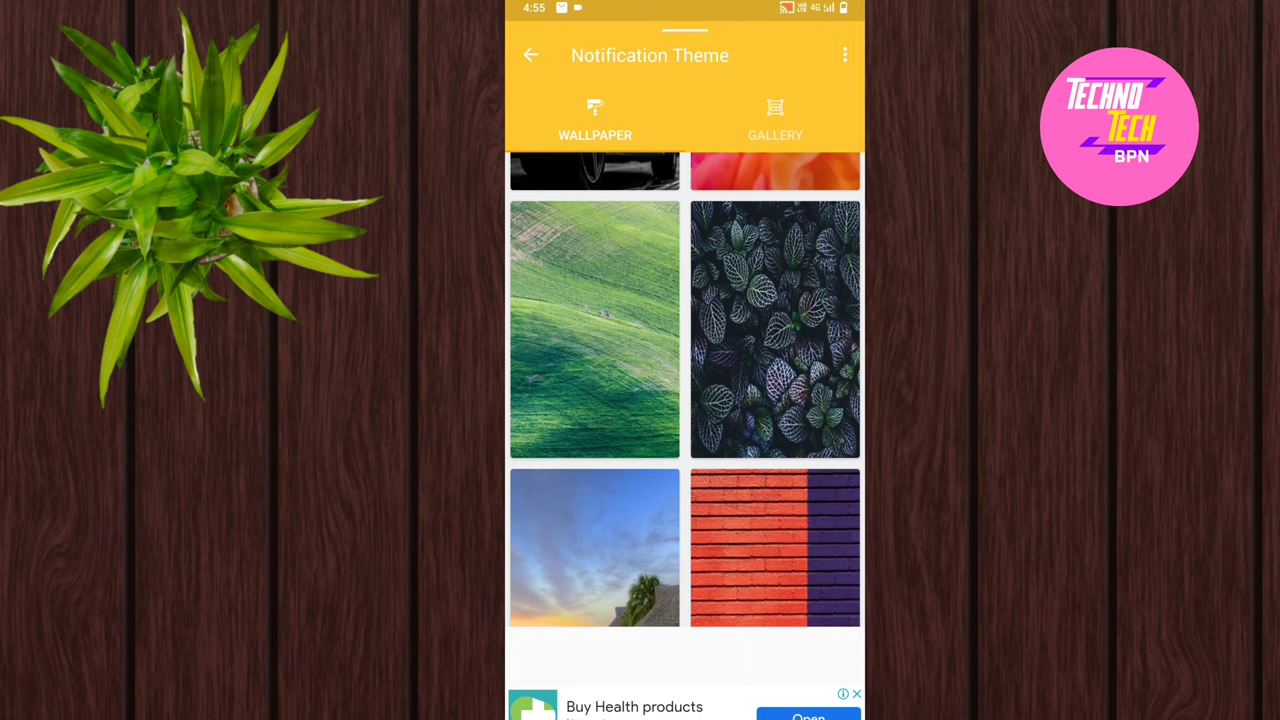 4:55
4G
Notification Theme
WALLPAPER
GALLERY
TECHNO
TECH
BPN
Buy Health products
Open